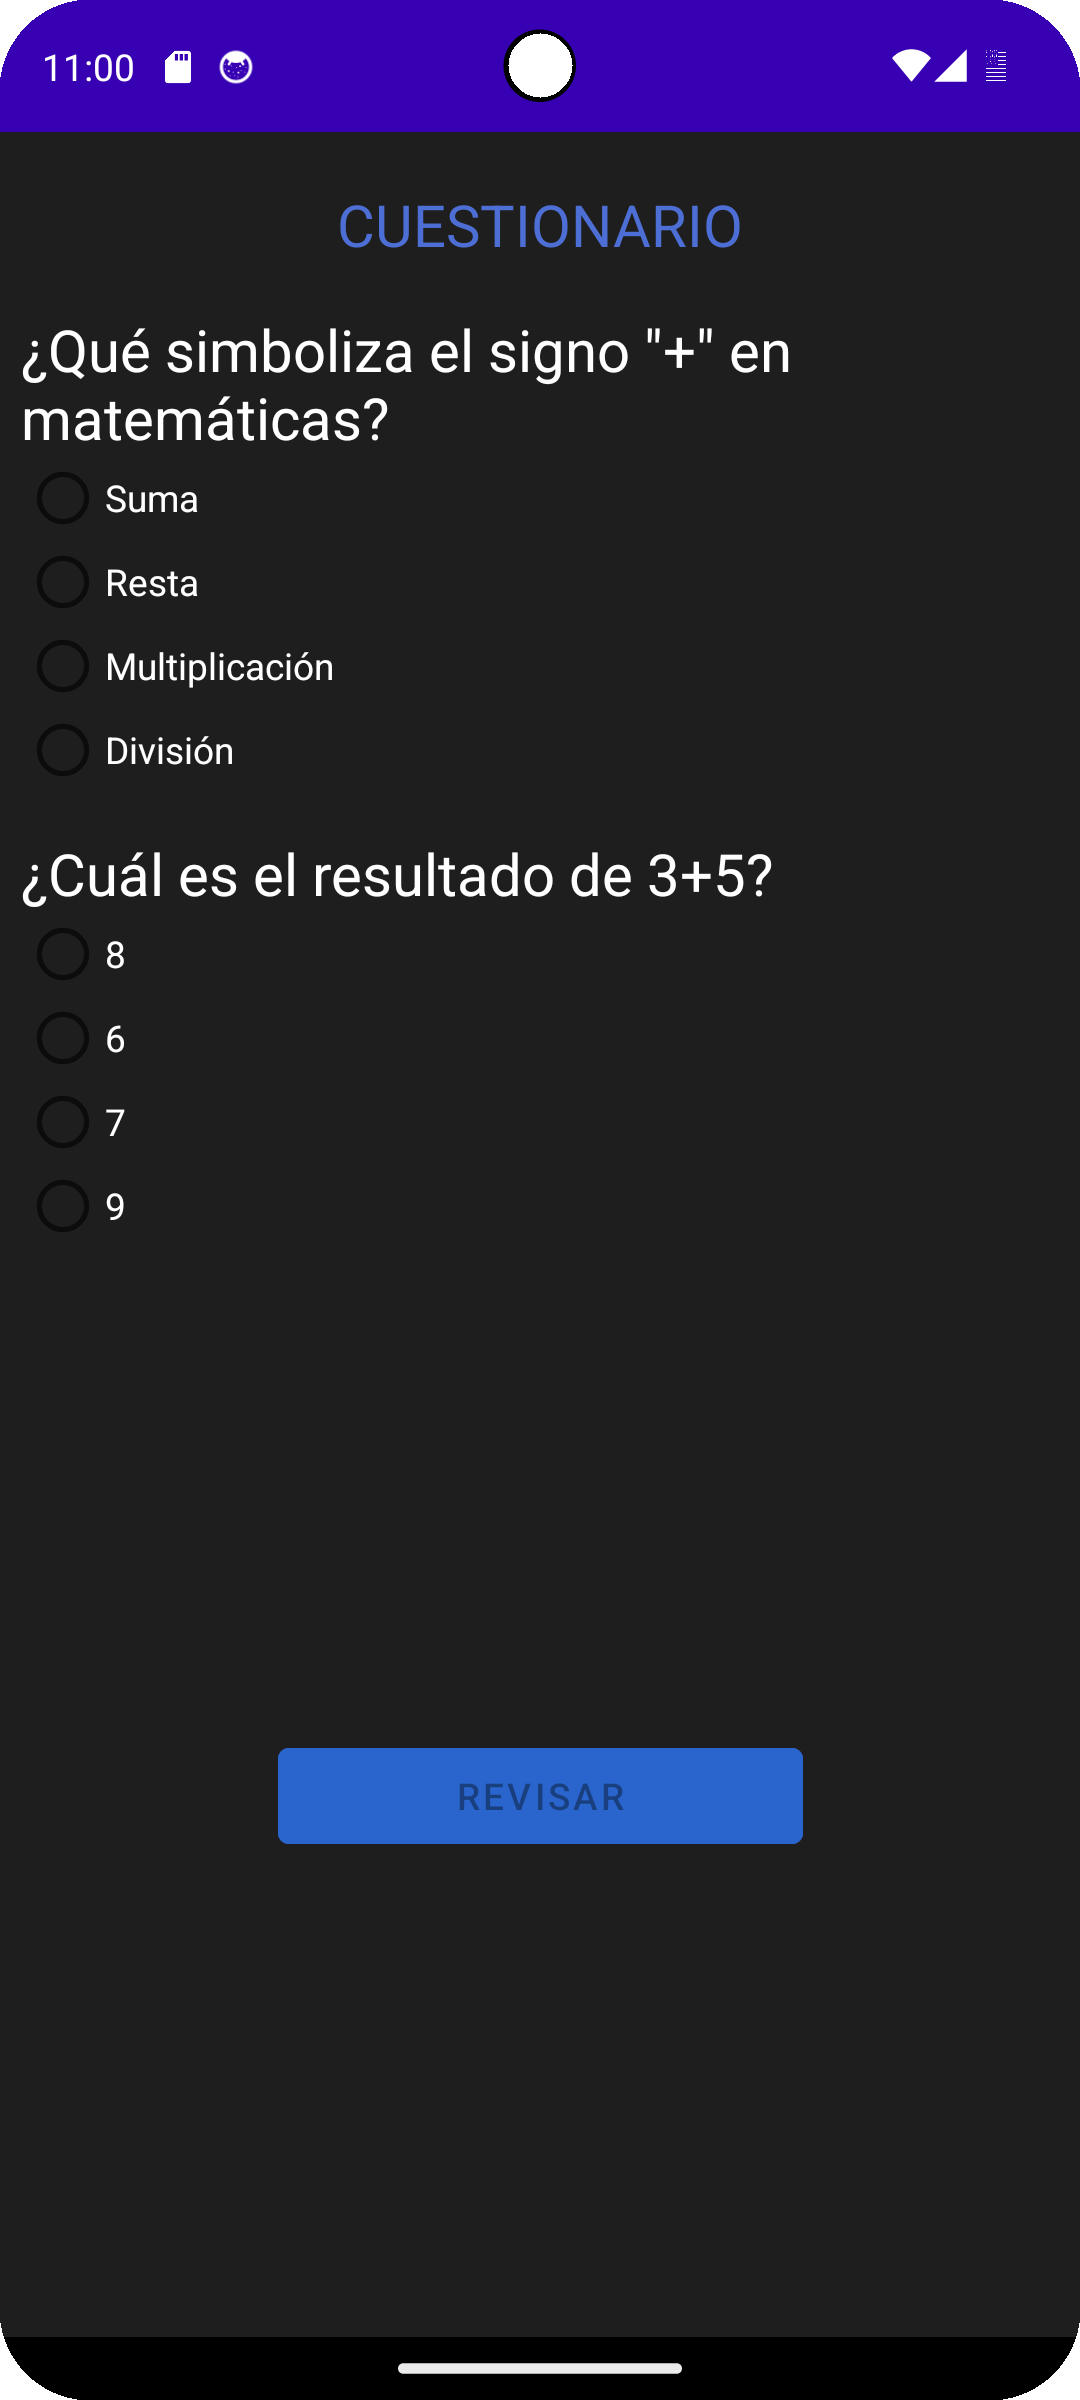 11:00
CUESTIONARIO
¿Qué simboliza el signo "+" en
matemáticas?
Suma
Resta
Multiplicación
División
¿Cuál es el resultado de 3+5?
8
6
7
9
REVISAR